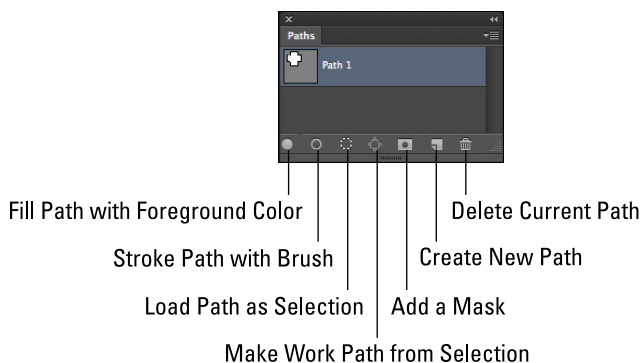 Paths
Path 1
Fill Path with Foreground Color
Delete Current Path
Stroke Path with Brush
Create New Path
Load Path as Selection
Add a Mask
Make Work Path from Selection